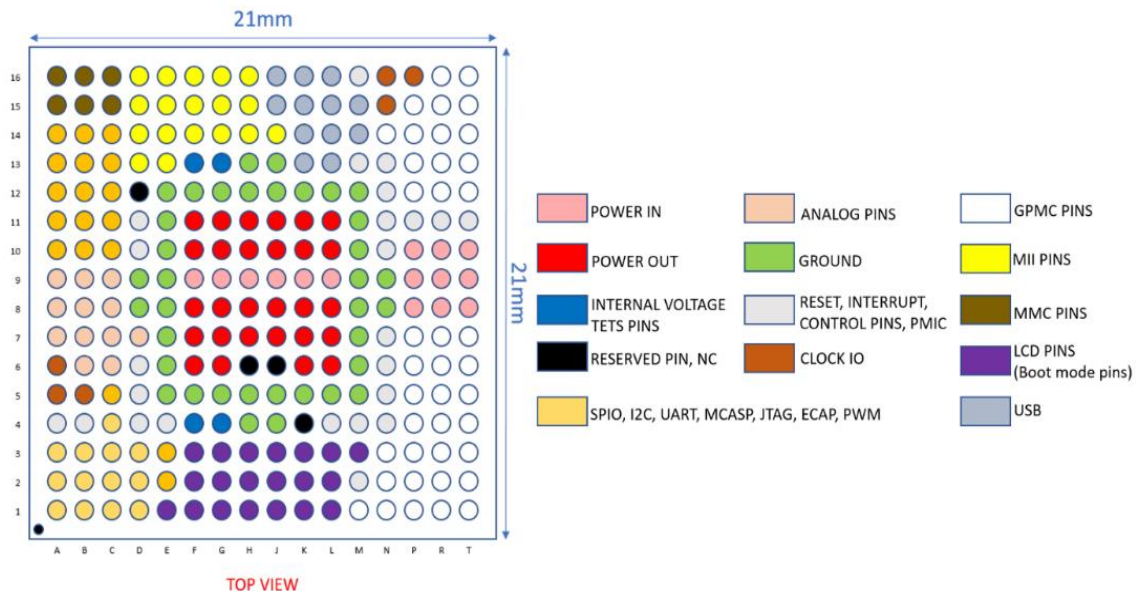 21mm
16
15
14
13
12
11
10
9
8
7
6
5
4
3
2
1
A B C D E F G H J K L M N P R T
TOP VIEW
21mm
POWER IN
ANALOG PINS
GPMC PINS
POWER OUT
GROUND
MII PINS
INTERNAL VOLTAGE
TETS PINS
RESET, INTERRUPT,
CONTROL PINS, PMIC
MMC PINS
RESERVED PIN, NC
CLOCK IO
LCD PINS
(Boot mode pins)
SPIO, I2C, UART, MCASP, JTAG, ECAP, PWM
USB